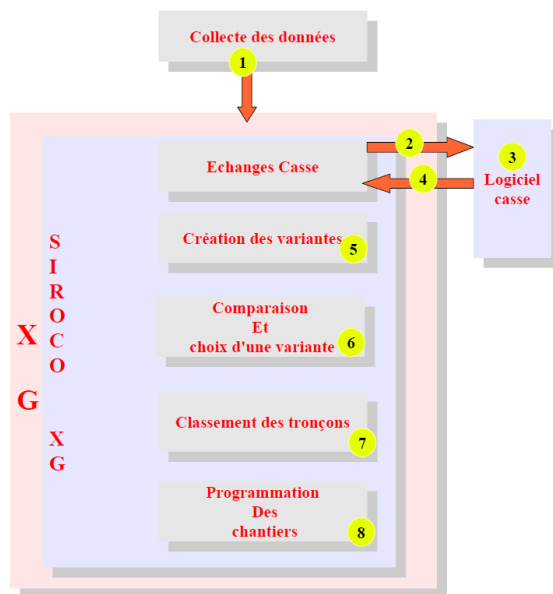 Collecte des données
1
Echanges Casse
2
3
Logiciel
casse
4
Création des variantes
5
Comparaison
Et
choix d'une variante
6
Classement des tronçons
7
Programmation
Des
chantiers
8
X
G
S
I
R
O
C
O
X
G